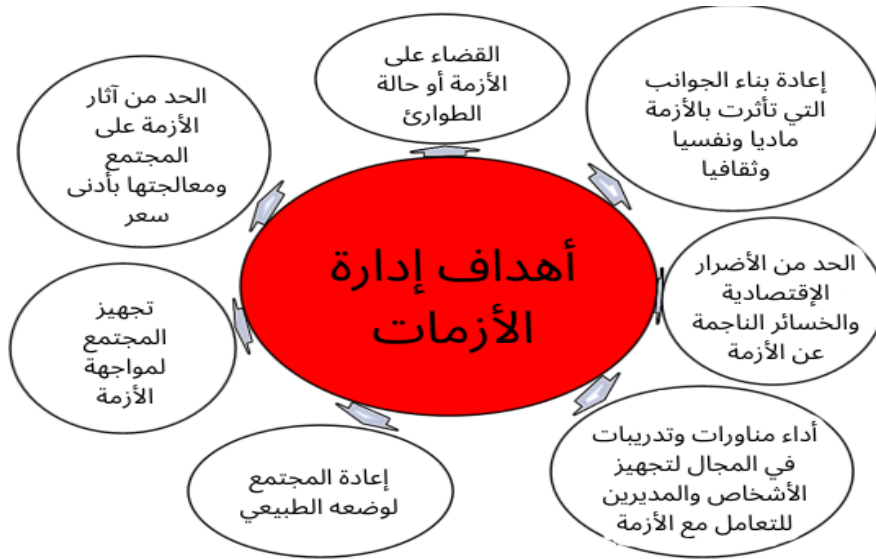 أهداف إدارة
الأزمات
القضاء على
الأزمة أو حالة
الطوارئ
إعادة بناء الجوانب
التي تأثرت بالأزمة
ماديا ونفسيا
وثقافيا
الحد من الأضرار
الإقتصادية
والخسائر الناجمة
عن الأزمة
أداء مناورات وتدريبات
في المجال لتجهيز
الأشخاص والمديرين
للتعامل مع الأزمة
إعادة المجتمع
لوضعه الطبيعي
تجهيز
المجتمع
لمواجهة
الأزمة
الحد من آثار
الأزمة على
المجتمع
ومعالجتها بأدنى
سعر